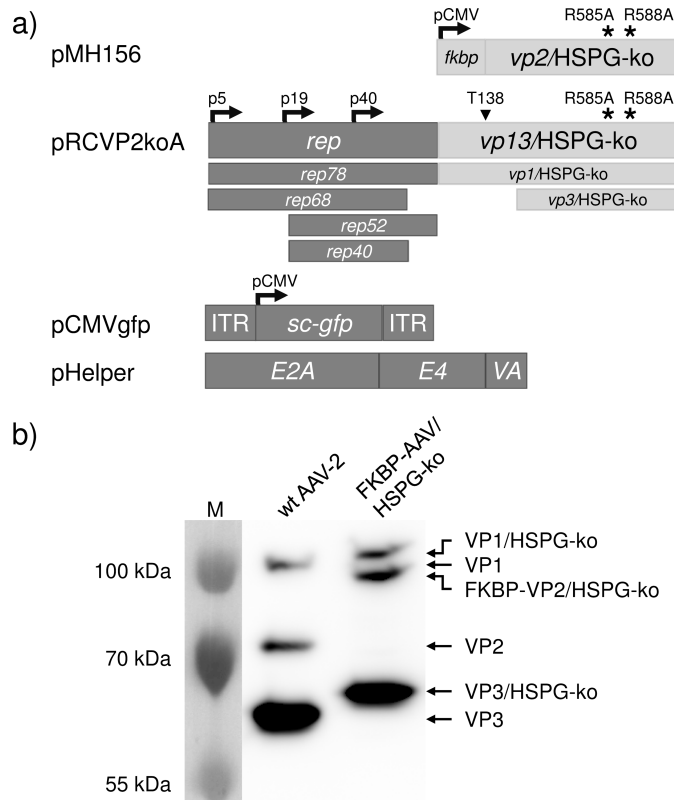 a)
pCMV R585A R588A
* *
pMH156 fkbp vp2/HSPG-ko
p5 p19 p40 T138 R585A R588A
* *
pRCVP2koA rep vp13/HSPG-ko
rep78 vp1/HSPG-ko
rep68 vp3/HSPG-ko
rep52
rep40
pCMV
pCMVgfp ITR sc-gfp ITR
pHelper E2A E4 VA
b)
M wt AAV-2 FKBP-AAV/
HSPG-ko
VP1/HSPG-ko
100 kDa VP1
FKBP-VP2/HSPG-ko
VP2
70 kDa
VP3/HSPG-ko
VP3
55 kDa